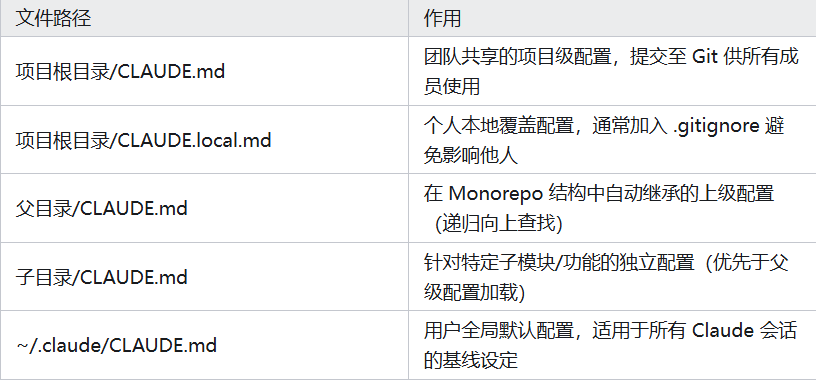 文件路径 作用
项目根目录/CLAUDE.md
团队共享的项目级配置，提交至 Git 供所有成
员使用
项目根目录/CLAUDE.local.md
个人本地覆盖配置，通常加入 .gitignore 避
免影响他人
父目录/CLAUDE.md
在 Monorepo 结构中自动继承的上级配置
（递归向上查找）
子目录/CLAUDE.md
针对特定子模块/功能的独立配置（优先于父
级配置加载）
~/.claude/CLAUDE.md
用户全局默认配置，适用于所有 Claude 会话
的基线设定